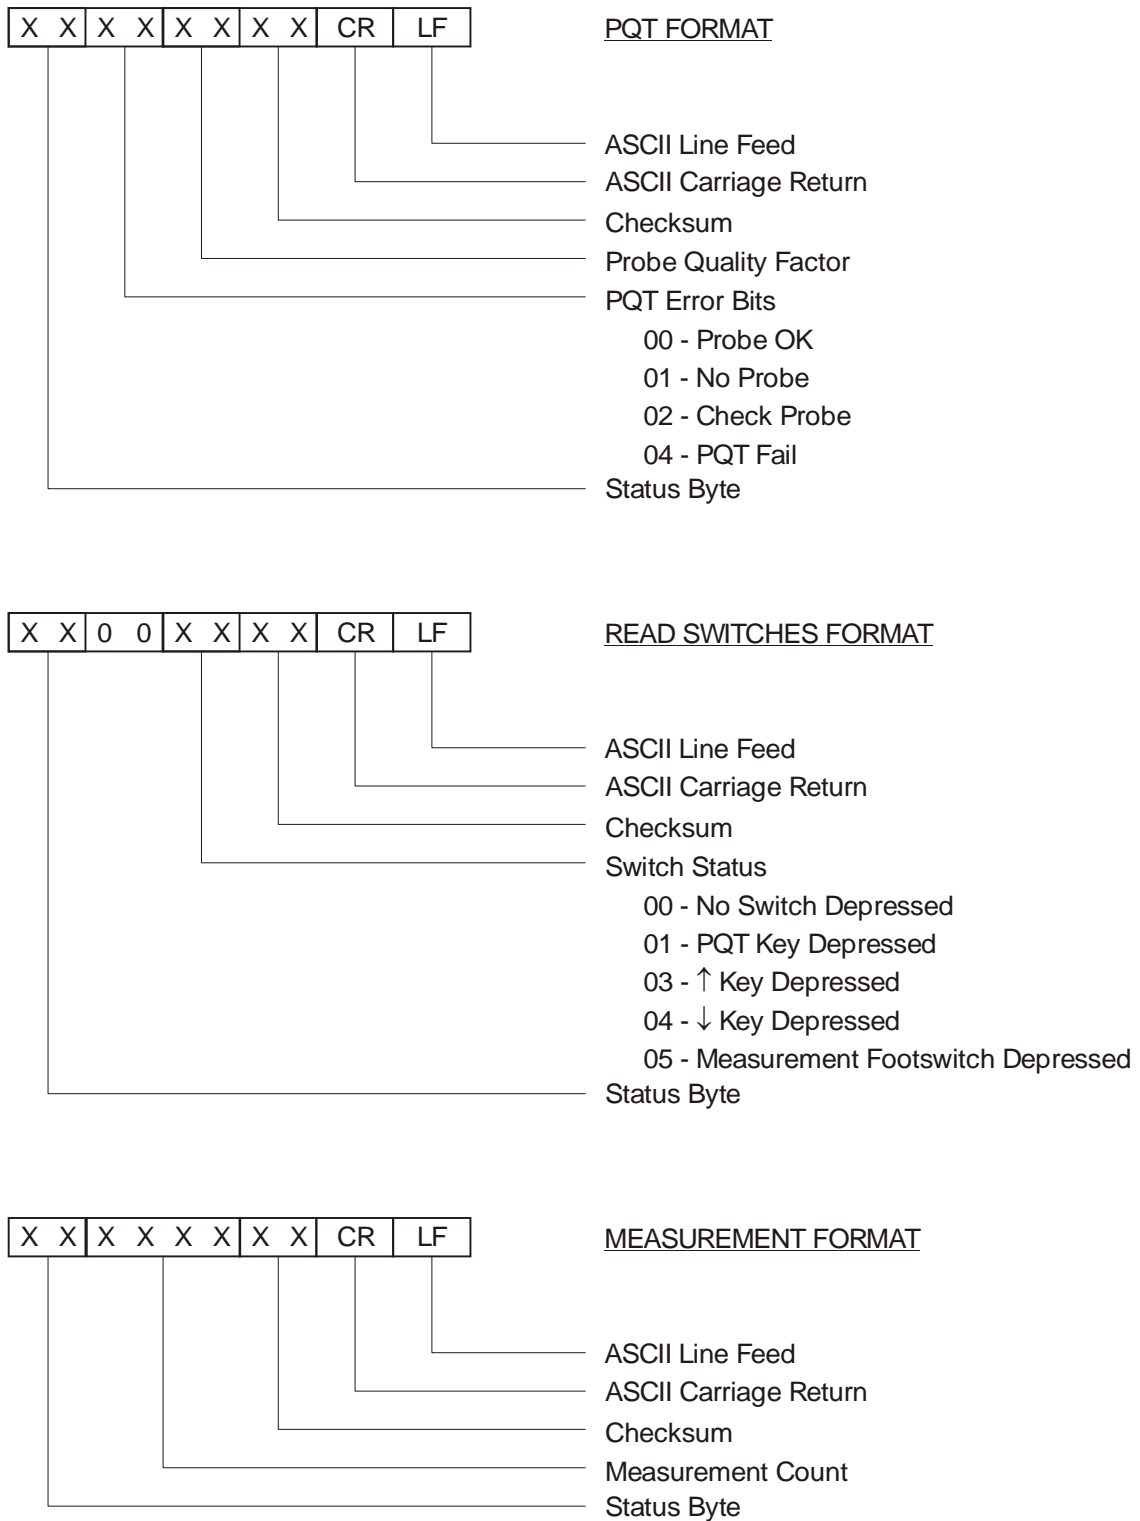 X X X X X X X X CR LF PQT FORMAT
ASCII Line Feed
ASCII Carriage Return
Checksum
Probe Quality Factor
PQT Error Bits
00 - Probe OK
01 - No Probe
02 - Check Probe
04 - PQT Fail
Status Byte
X X 0 0 X X X X CR LF READ SWITCHES FORMAT
ASCII Line Feed
ASCII Carriage Return
Checksum
Switch Status
00 - No Switch Depressed
01 - PQT Key Depressed
03 - ↑ Key Depressed
04 - ↓ Key Depressed
05 - Measurement Footswitch Depressed
Status Byte
X X X X X X X X CR LF MEASUREMENT FORMAT
ASCII Line Feed
ASCII Carriage Return
Checksum
Measurement Count
Status Byte